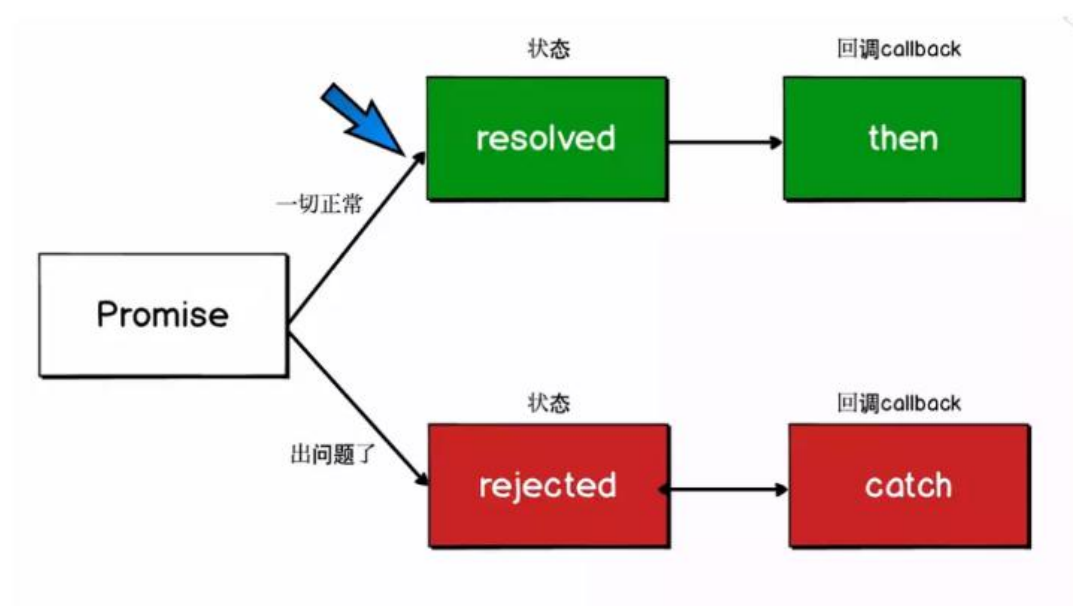 状态
回调callback
resolved
then
一切正常
Promise
状态
回调callback
出问题了
rejected
catch